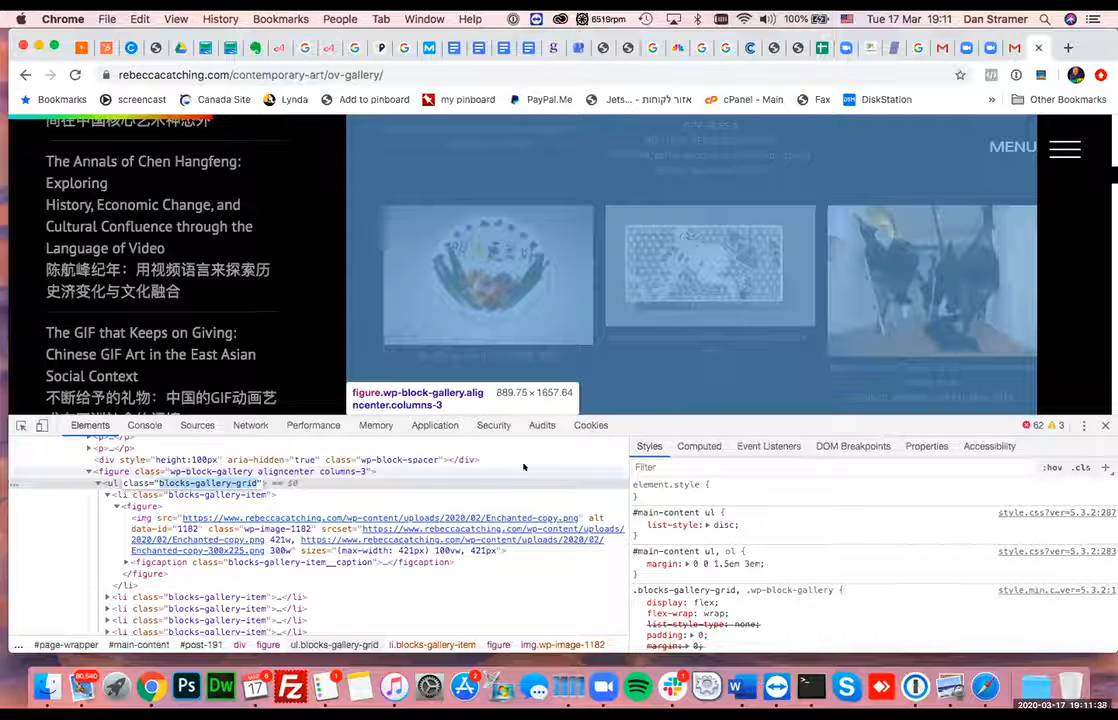 Chrome File Edit View History Bookmarks People Tab Window Help 6519rpm 100% Tue 17 Mar 19:11 Dan Stramer
rebeccacatching.com/contemporary-art/ov-gallery/
Bookmarks screencast Canada Site Lynda Add to pinboard my pinboard PayPal.Me Jets... אזור לקוחות cPanel - Main Fax DiskStation » Other Bookmarks
MENU
The Annals of Chen Hangfeng:
Exploring
History, Economic Change, and
Cultural Confluence through the
Language of Video
陈航峰纪年：用视频语言来探索历
史济变化与文化融合
The GIF that Keeps on Giving:
Chinese GIF Art in the East Asian
Social Context
不断给予的礼物：中国的GIF动画艺
figure.wp-block-gallery.alig
ncenter.columns-3
889.75 × 1657.64
Elements Console Sources Network Performance Memory Application Security Audits Cookies 62 3
<p>…</p>
<p>…</p>
<div style="height:100px" aria-hidden="true" class="wp-block-spacer"></div>
<figure class="wp-block-gallery aligncenter columns-3">
<ul class="blocks-gallery-grid" == $0
<li class="blocks-gallery-item">
<figure>
<img src="https://www.rebeccacatching.com/wp-content/uploads/2020/02/Enchanted-copy.png" alt
data-id="1182" class="wp-image-1182" srcset="https://www.rebeccacatching.com/wp-content/uploads/
2020/02/Enchanted-copy.png 421w, https://www.rebeccacatching.com/wp-content/uploads/2020/02/
Enchanted-copy-300x225.png 300w" sizes="(max-width: 421px) 100vw, 421px">
<figcaption class="blocks-gallery-item__caption">…</figcaption>
</figure>
</li>
<li class="blocks-gallery-item">…</li>
<li class="blocks-gallery-item">…</li>
<li class="blocks-gallery-item">…</li>
<li class="blocks-gallery-item">…</li>
... #page-wrapper #main-content #post-191 div figure ul.blocks-gallery-grid li.blocks-gallery-item figure img.wp-image-1182
Styles Computed Event Listeners DOM Breakpoints Properties Accessibility
Filter :hov .cls +
element.style {
}
#main-content ul { style.css?ver=5.3.2:287
list-style: disc;
}
#main-content ul, ol { style.css?ver=5.3.2:283
margin: 0 0 1.5em 3em;
}
.blocks-gallery-grid, .wp-block-gallery { style.min.c…ver=5.3.2:1
display: flex;
flex-wrap: wrap;
list-style-type: none;
padding: 0;
margin: 0;
80,540
17
2020-03-17 19:11:38